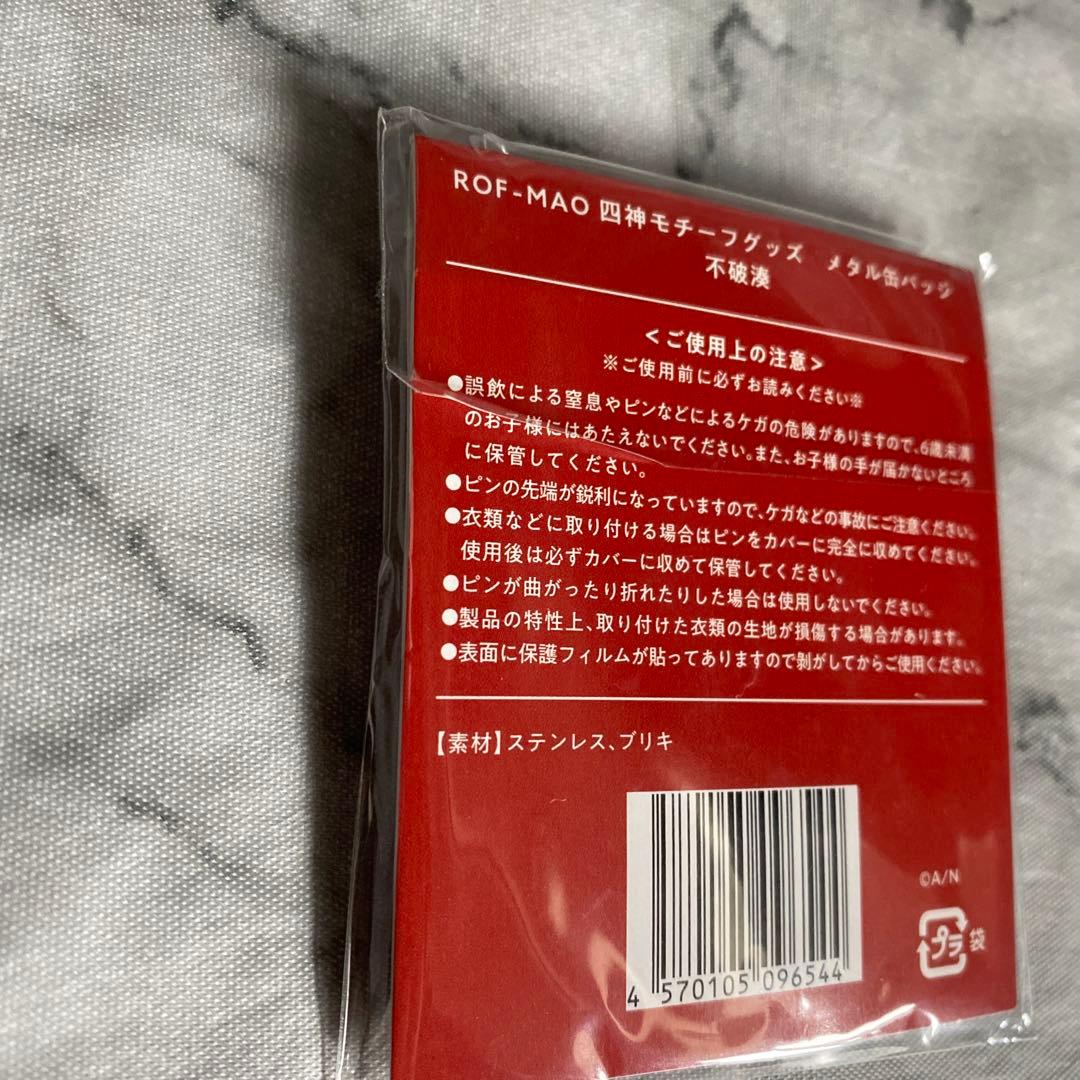 ROF-MAO 四神モチーフグッズ　メタル缶バッジ
不破湊
＜ご使用上の注意＞
※ご使用前に必ずお読みください※
●誤飲による窒息やピンなどによるケガの危険がありますので、6歳未満
のお子様にはあたえないでください。また、お子様の手が届かないところ
に保管してください。
●ピンの先端が鋭利になっていますので、ケガなどの事故にご注意ください。
●衣類などに取り付ける場合はピンをカバーに完全に収めてください。
使用後は必ずカバーに収めて保管してください。
●ピンが曲がったり折れたりした場合は使用しないでください。
●製品の特性上、取り付けた衣類の生地が損傷する場合があります。
●表面に保護フィルムが貼ってありますので剝がしてからご使用ください。
【素材】ステンレス、ブリキ
4 570105 096544
©A/N
プラ 袋